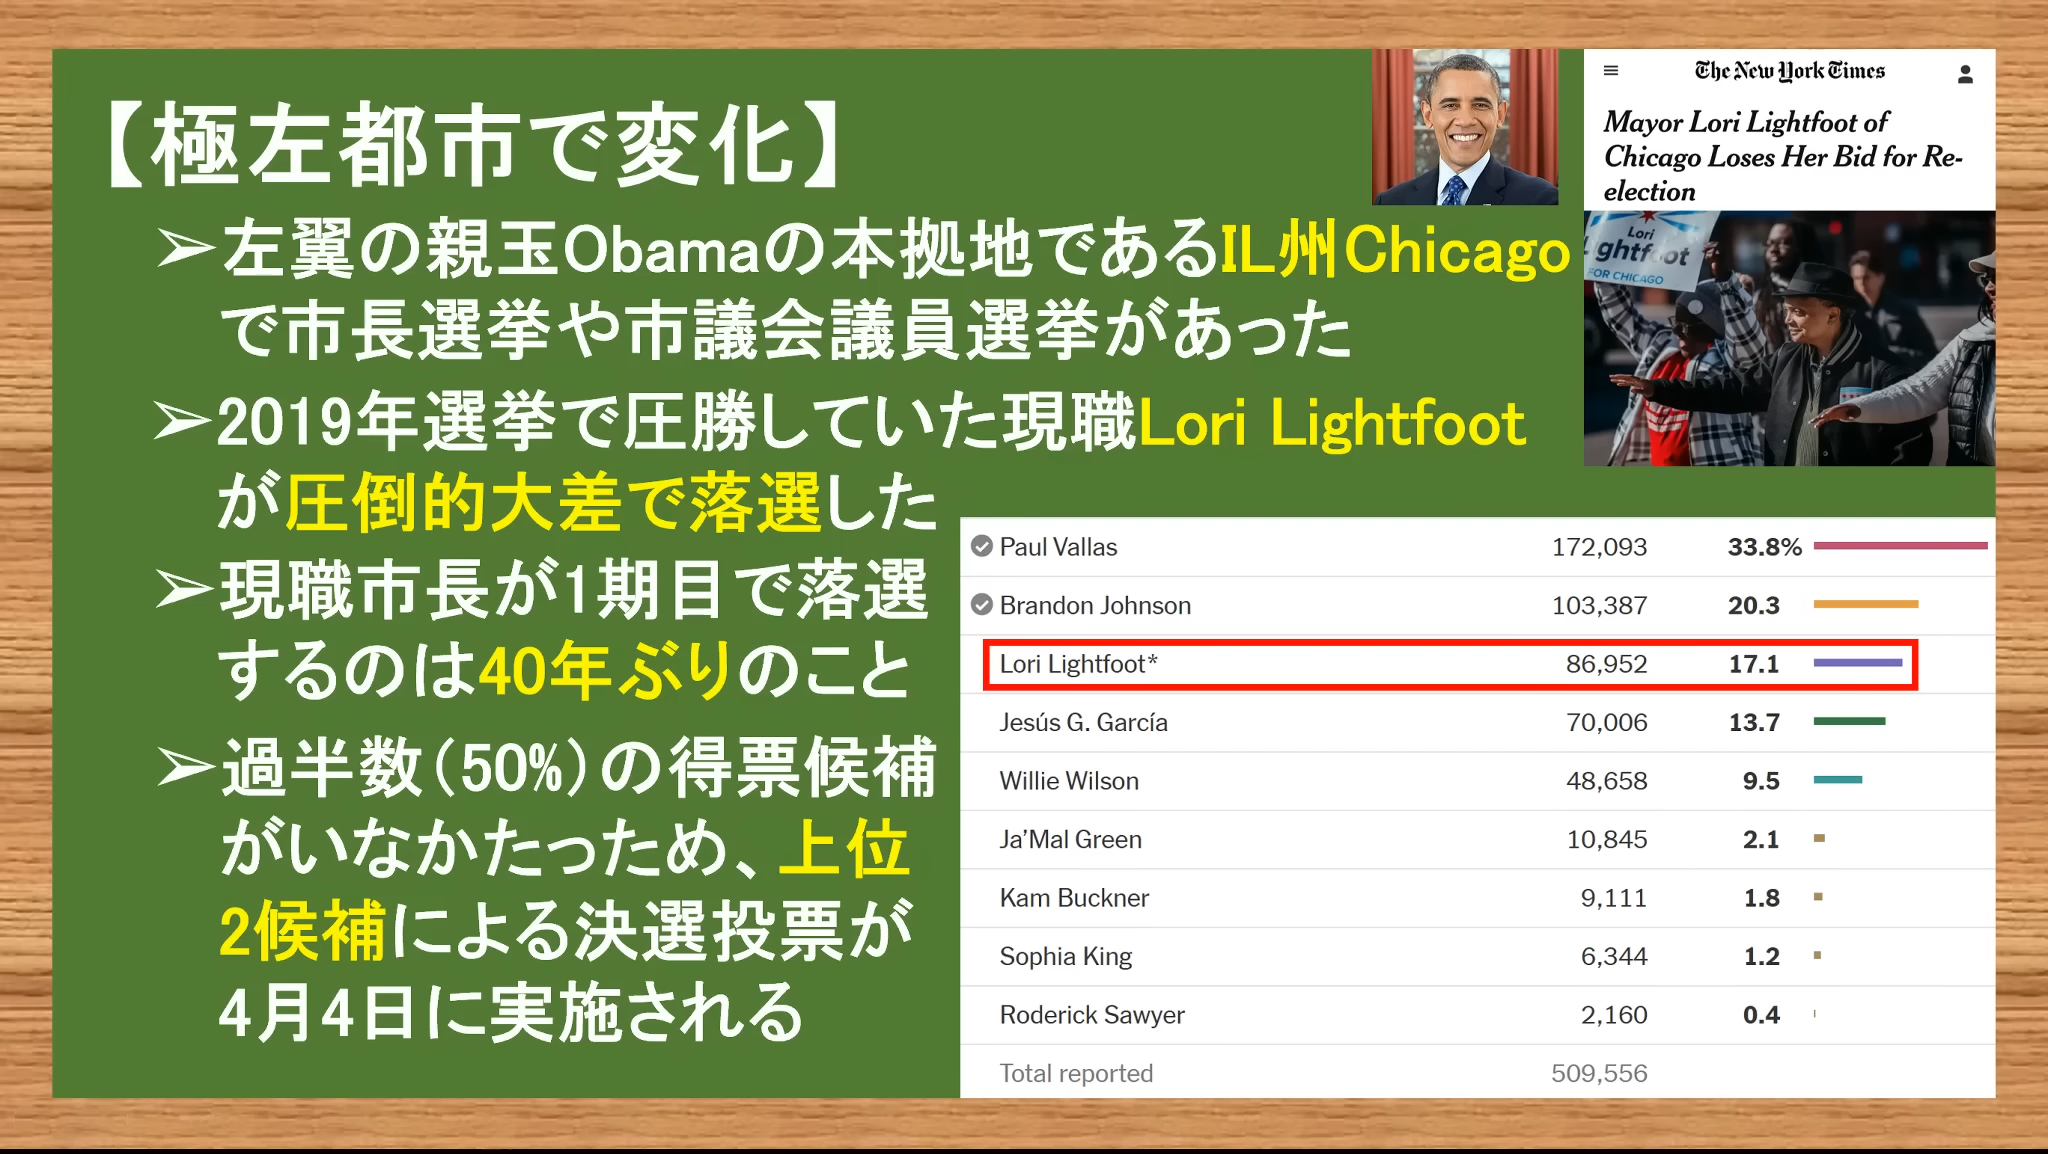 【極左都市で変化】
➢左翼の親玉Obamaの本拠地であるIL州Chicago
で市長選挙や市議会議員選挙があった
➢2019年選挙で圧勝していた現職Lori Lightfoot
が圧倒的大差で落選した
➢現職市長が1期目で落選
するのは40年ぶりのこと
➢過半数(50%)の得票候補
がいなかたっため、上位
2候補による決選投票が
4月4日に実施される
The New York Times
Mayor Lori Lightfoot of
Chicago Loses Her Bid for Re-
election
Lori
ightfoot
FOR CHICAGO
Paul Vallas 172,093 33.8%
Brandon Johnson 103,387 20.3
Lori Lightfoot* 86,952 17.1
Jesús G. García 70,006 13.7
Willie Wilson 48,658 9.5
Ja’Mal Green 10,845 2.1
Kam Buckner 9,111 1.8
Sophia King 6,344 1.2
Roderick Sawyer 2,160 0.4
Total reported 509,556